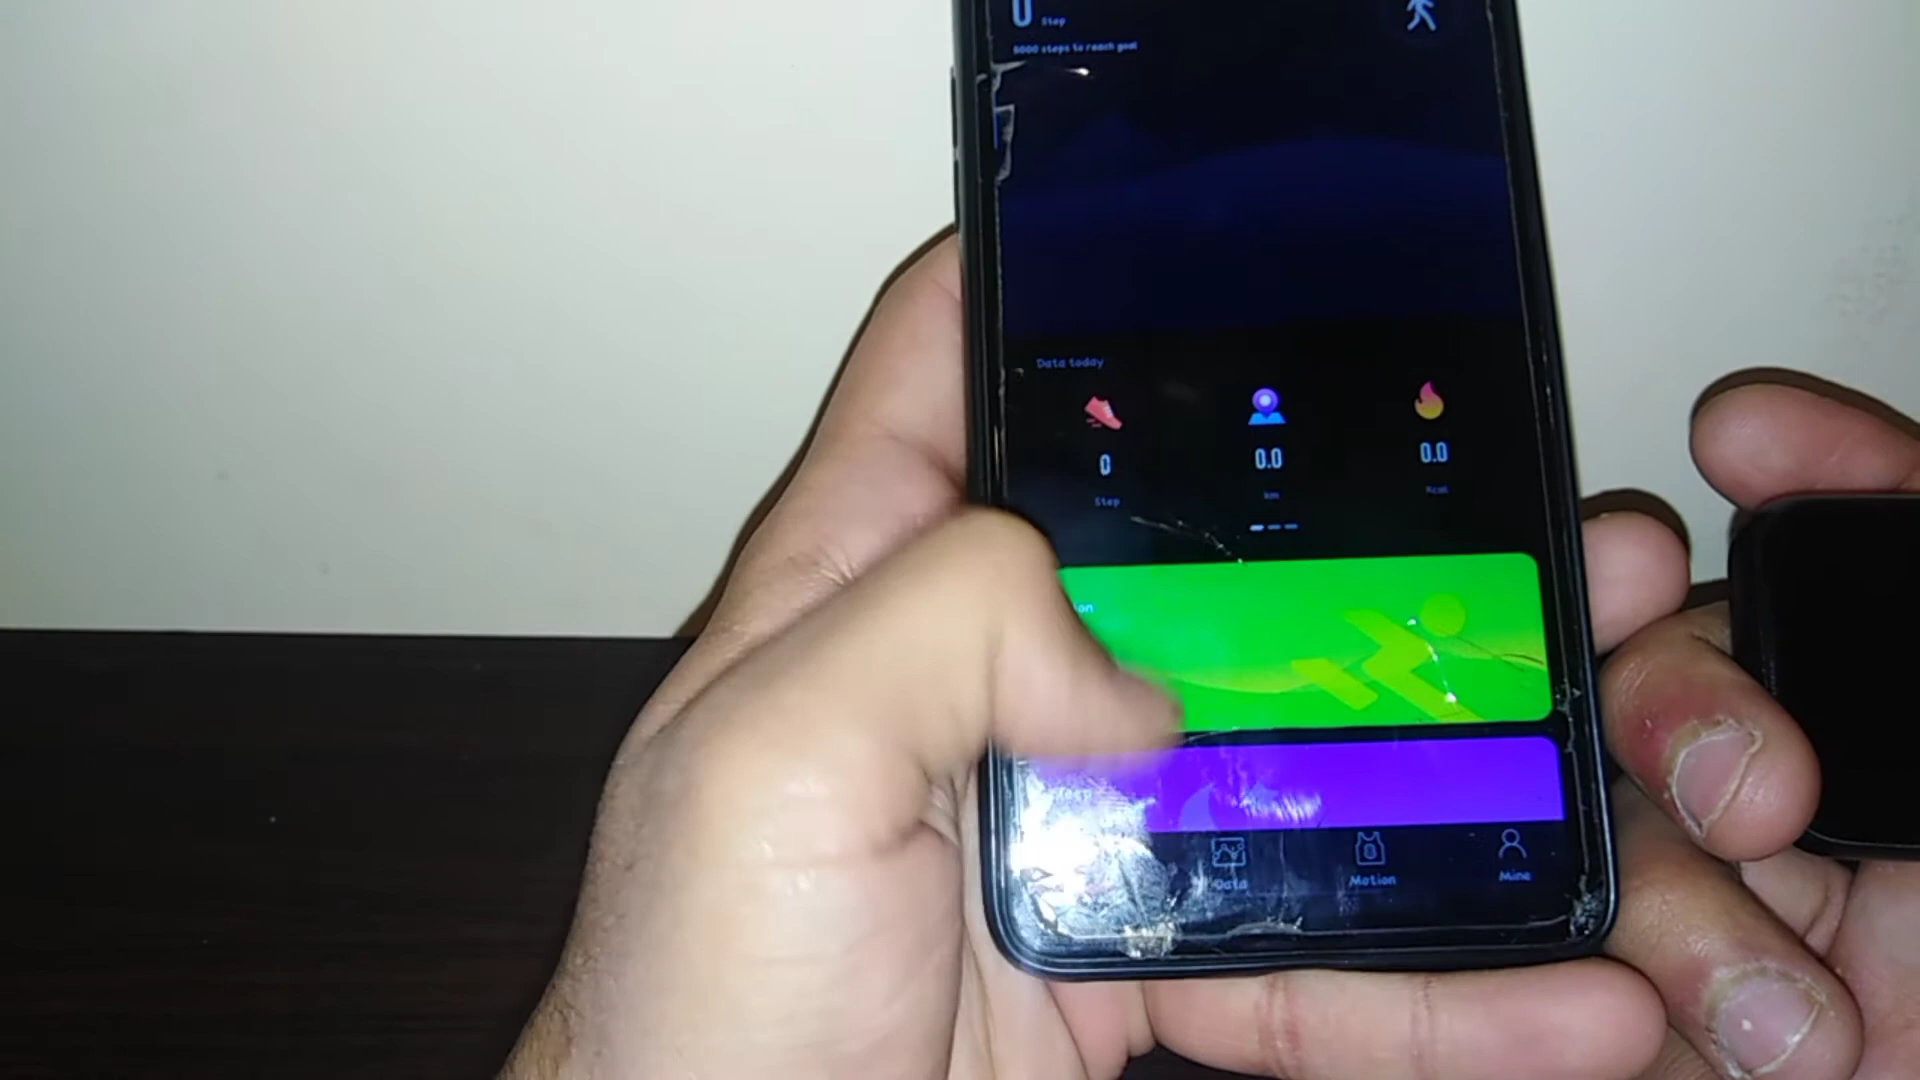 0 Step
8000 steps to reach goal
Data today
0 0.0 0.0
Step km Kcal
Sleep
Data Motion Mine